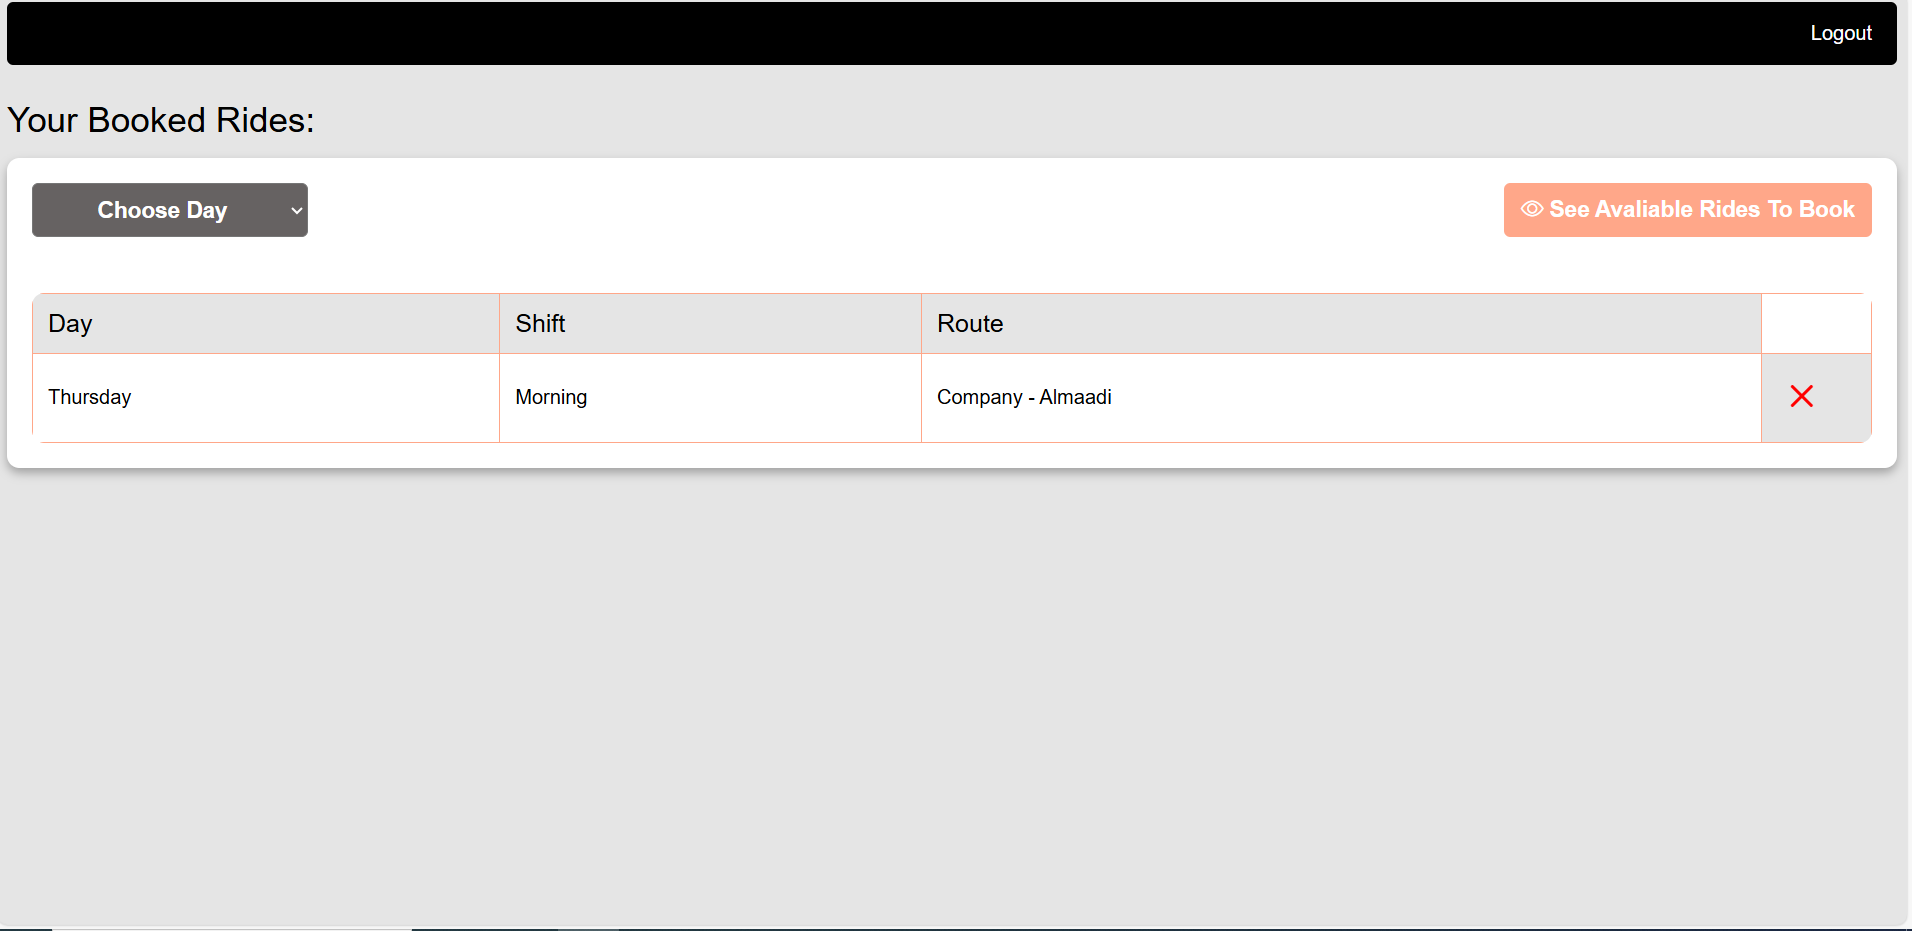 Logout
Your Booked Rides:
Choose Day
See Avaliable Rides To Book
Day Shift Route
Thursday Morning Company - Almaadi